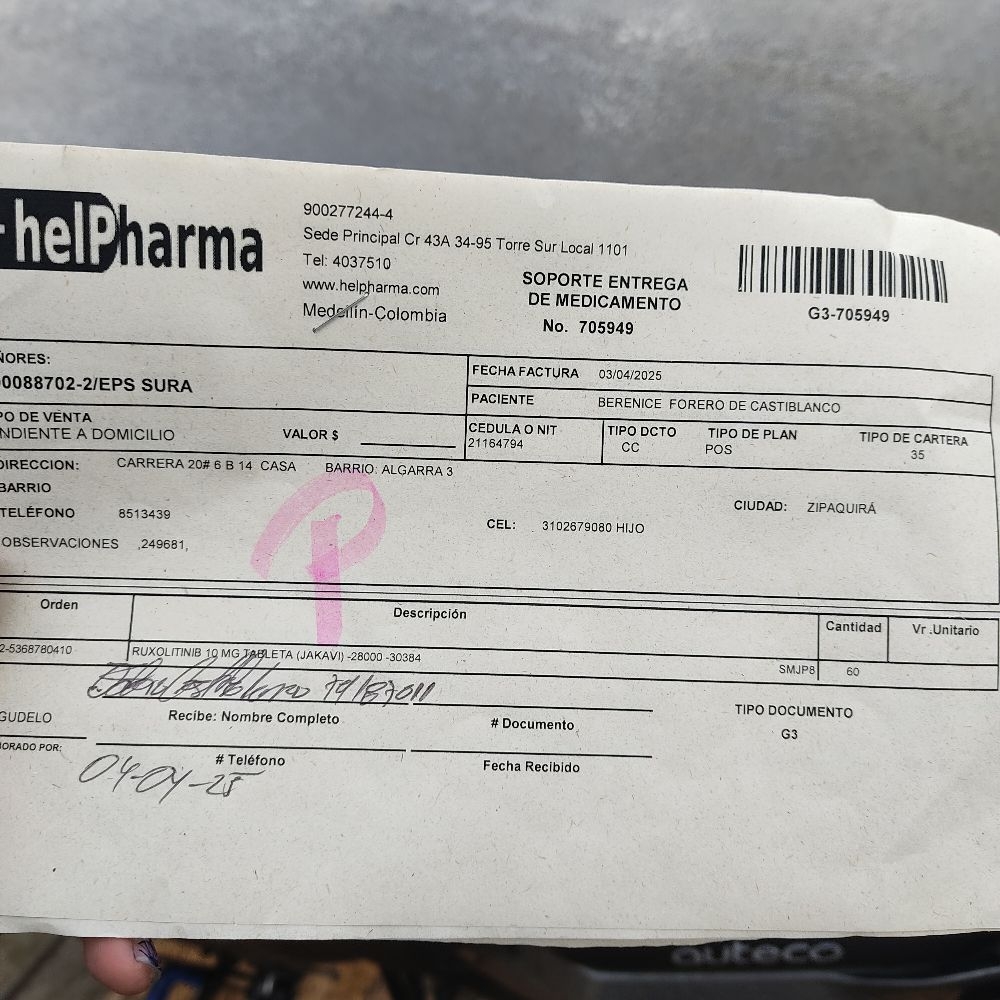 helPharma
900277244-4
Sede Principal Cr 43A 34-95 Torre Sur Local 1101
Tel: 4037510
www.helpharma.com
Medellín-Colombia
SOPORTE ENTREGA
DE MEDICAMENTO
No. 705949
G3-705949
ÑORES:
00088702-2/EPS SURA
FECHA FACTURA 03/04/2025
PACIENTE BERENICE FORERO DE CASTIBLANCO
PO DE VENTA
NDIENTE A DOMICILIO VALOR $
CEDULA O NIT
21164794
TIPO DCTO
CC
TIPO DE PLAN
POS
TIPO DE CARTERA
35
DIRECCION: CARRERA 20# 6 B 14 CASA BARRIO: ALGARRA 3
BARRIO
CIUDAD: ZIPAQUIRÁ
TELÉFONO 8513439
CEL: 3102679080 HIJO
OBSERVACIONES ,249681,
P
Orden Descripción Cantidad Vr .Unitario
2-5368780410 RUXOLITINIB 10 MG TABLETA (JAKAVI) -28000 -30384 SMJP8 60
GUDELO
Recibe: Nombre Completo # Documento
TIPO DOCUMENTO
G3
ORADO POR:
# Teléfono Fecha Recibido
04-04-25
auteco